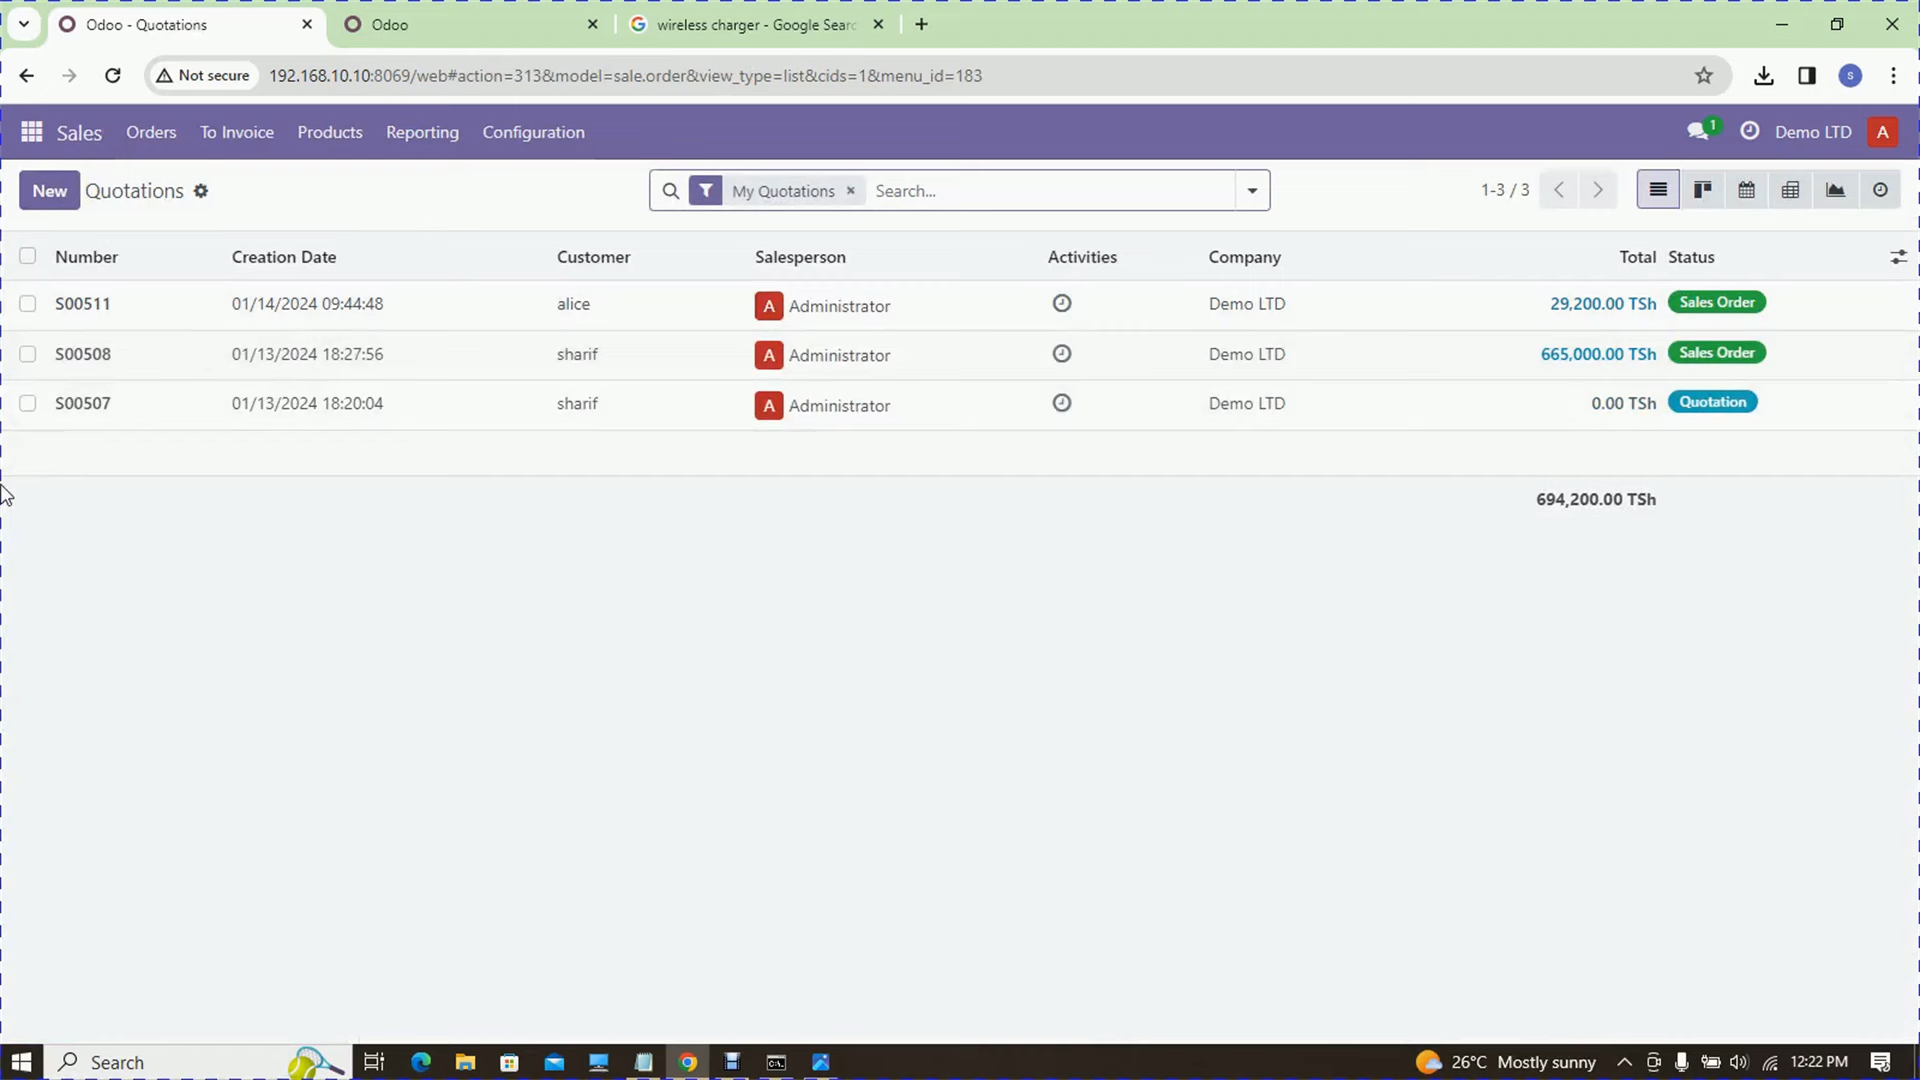 Odoo - Quotations
Odoo
wireless charger - Google Searc
Not secure
192.168.10.10:8069/web#action=313&model=sale.order&view_type=list&cids=1&menu_id=183
S
Sales Orders To Invoice Products Reporting Configuration 1 Demo LTD A
New Quotations My Quotations × Search... 1-3 / 3
Number Creation Date Customer Salesperson Activities Company Total Status
S00511 01/14/2024 09:44:48 alice A Administrator Demo LTD 29,200.00 TSh Sales Order
S00508 01/13/2024 18:27:56 sharif A Administrator Demo LTD 665,000.00 TSh Sales Order
S00507 01/13/2024 18:20:04 sharif A Administrator Demo LTD 0.00 TSh Quotation
694,200.00 TSh
Search 26°C Mostly sunny 12:22 PM